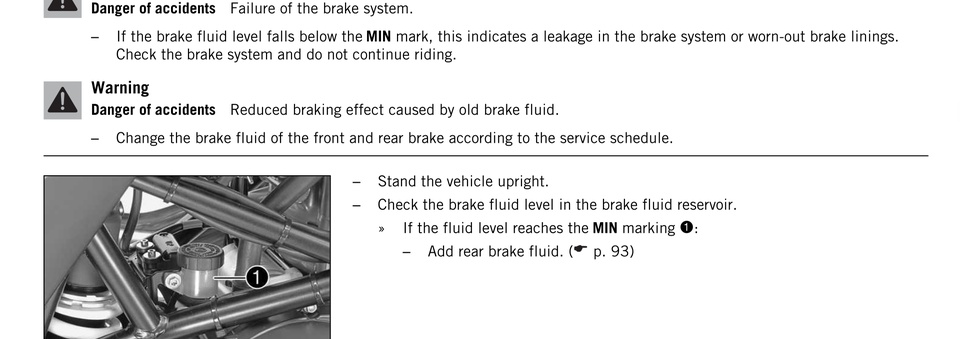 Danger of accidents Failure of the brake system.
– If the brake fluid level falls below the MIN mark, this indicates a leakage in the brake system or worn-out brake linings.
Check the brake system and do not continue riding.
Warning
Danger of accidents Reduced braking effect caused by old brake fluid.
– Change the brake fluid of the front and rear brake according to the service schedule.
– Stand the vehicle upright.
– Check the brake fluid level in the brake fluid reservoir.
» If the fluid level reaches the MIN marking ❶:
– Add rear brake fluid. (☛ p. 93)
❶